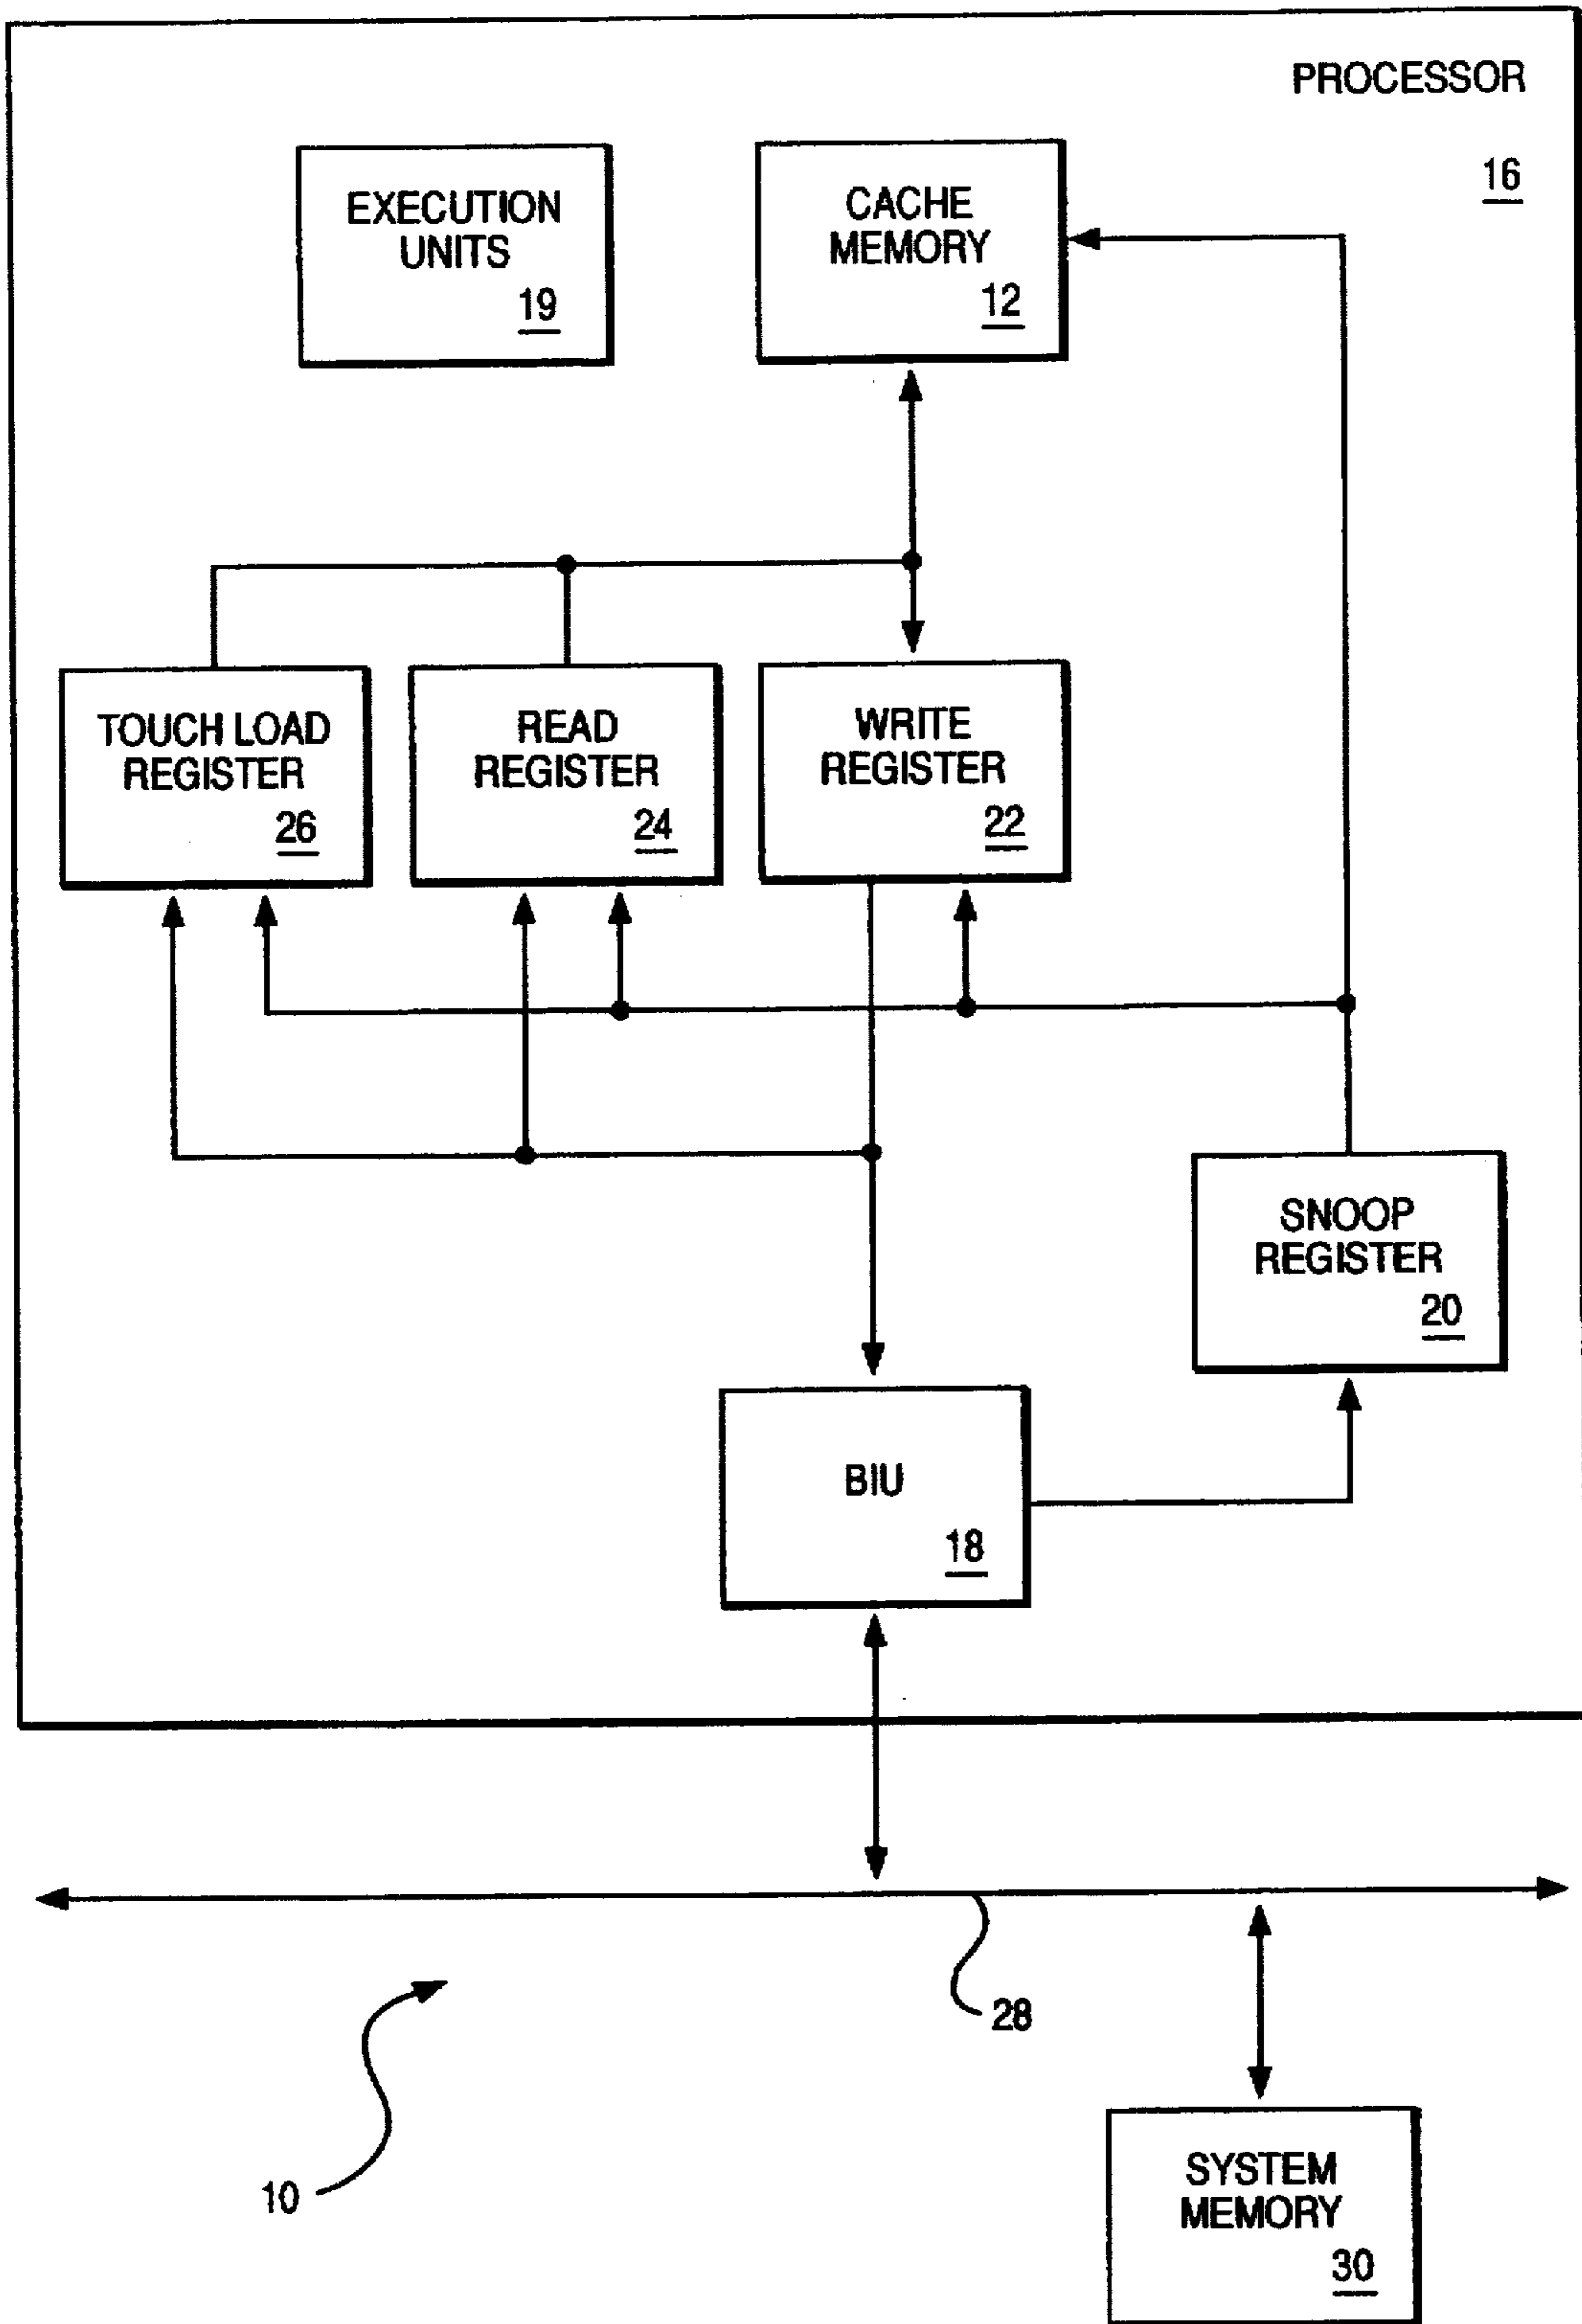 PROCESSOR
16
EXECUTION
UNITS
19
CACHE
MEMORY
12
TOUCH LOAD
REGISTER
26
READ
REGISTER
24
WRITE
REGISTER
22
SNOOP
REGISTER
20
BIU
18
28
10
SYSTEM
MEMORY
30